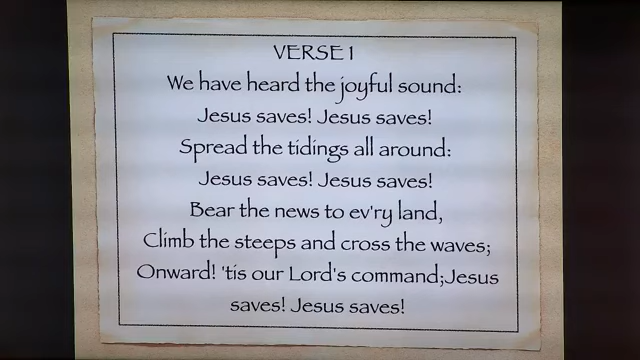 VERSE 1
We have heard the joyful sound:
Jesus saves! Jesus saves!
Spread the tidings all around:
Jesus saves! Jesus saves!
Bear the news to ev'ry land,
Climb the steeps and cross the waves;
Onward! 'tis our Lord's command;Jesus
saves! Jesus saves!